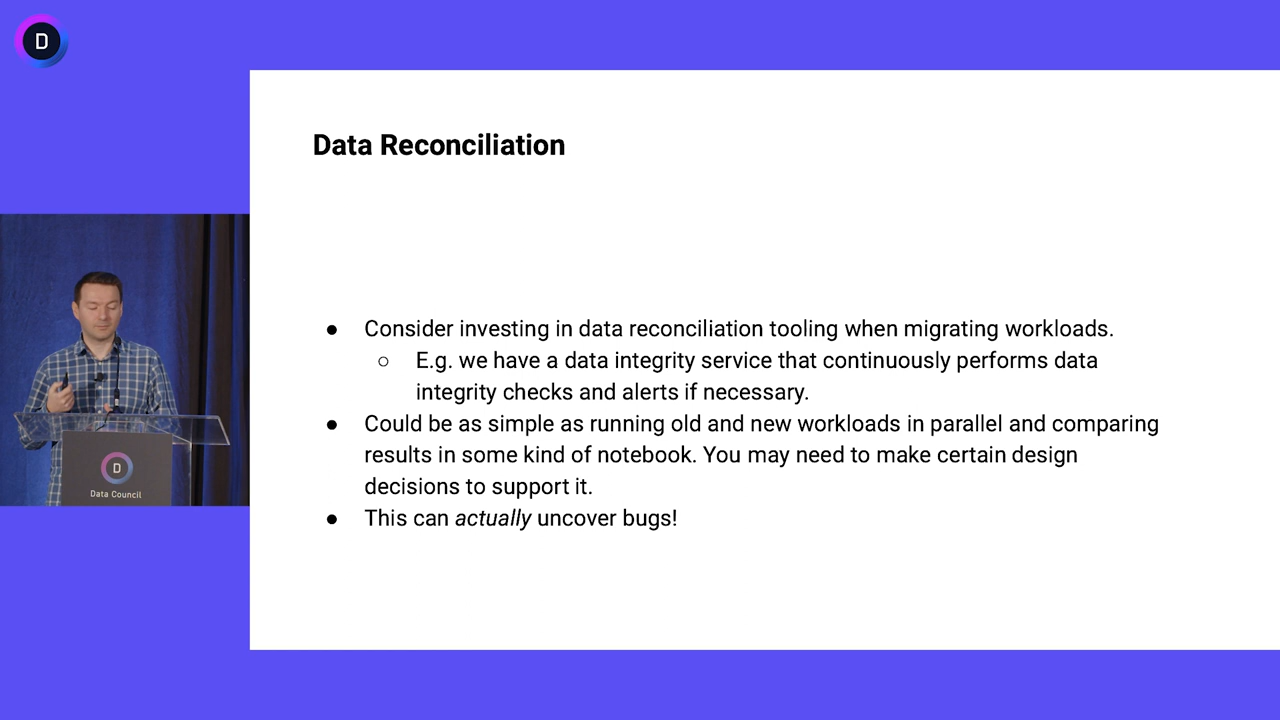 D
Data Reconciliation
● Consider investing in data reconciliation tooling when migrating workloads.
○ E.g. we have a data integrity service that continuously performs data
integrity checks and alerts if necessary.
● Could be as simple as running old and new workloads in parallel and comparing
results in some kind of notebook. You may need to make certain design
decisions to support it.
● This can actually uncover bugs!
D
Data Council